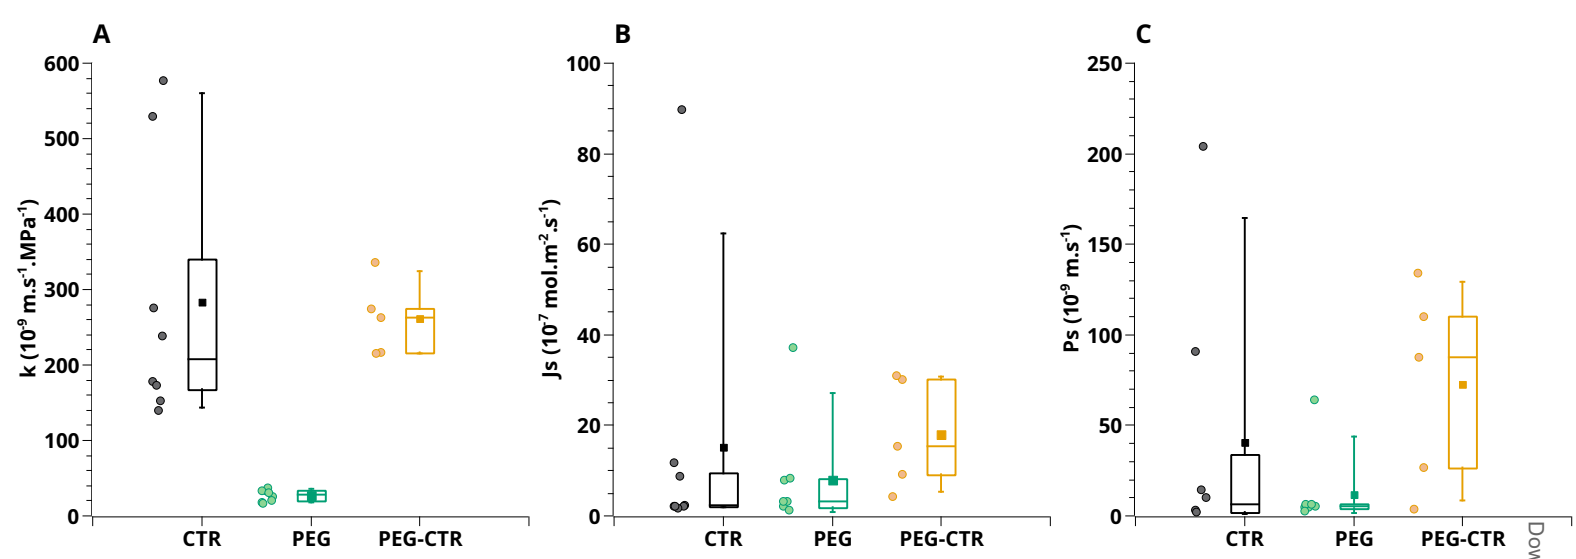 A
B
C
k (10⁻⁹ m.s⁻¹.MPa⁻¹)
600
500
400
300
200
100
0
CTR
PEG
PEG-CTR
Js (10⁻⁷ mol.m⁻².s⁻¹)
100
80
60
40
20
0
CTR
PEG
PEG-CTR
Ps (10⁻⁹ m.s⁻¹)
250
200
150
100
50
0
CTR
PEG
PEG-CTR